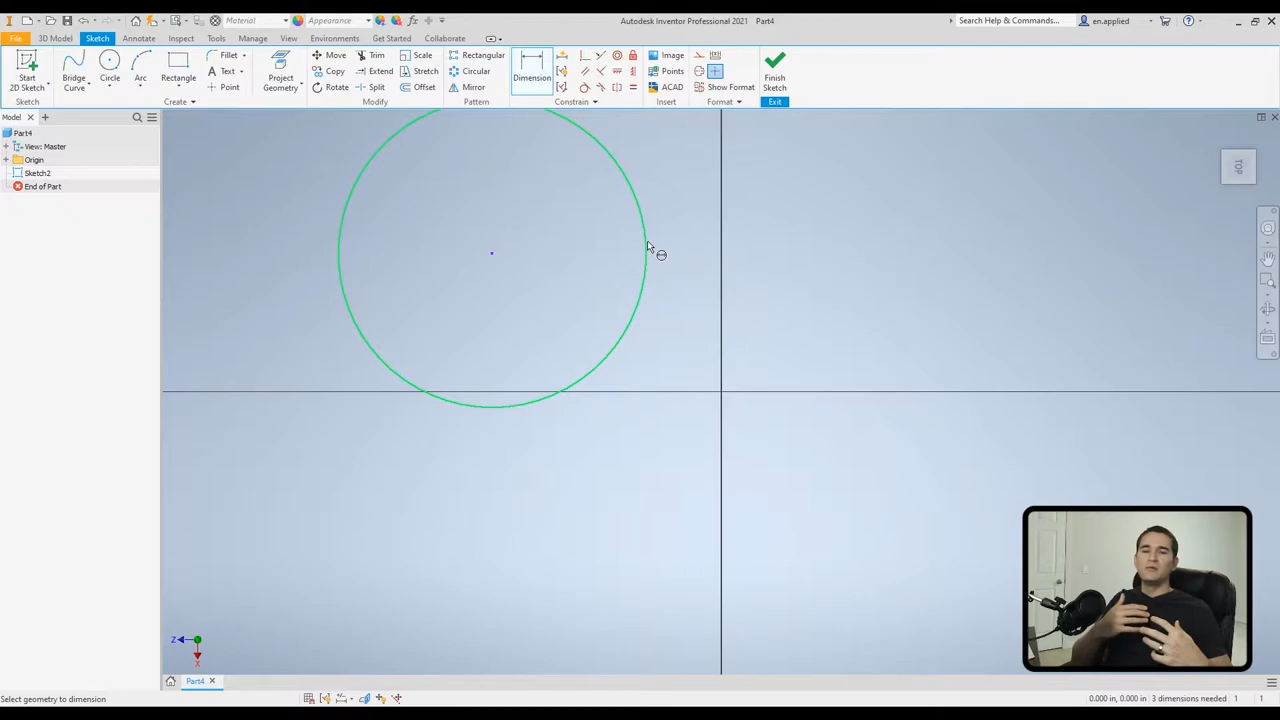 Material
Appearance
fx
Autodesk Inventor Professional 2021 Part4
Search Help & Commands...
en.applied
File 3D Model Sketch Annotate Inspect Tools Manage View Environments Get Started Collaborate
Start
2D Sketch
Bridge
Curve
Circle
Arc
Rectangle
Fillet
Text
Point
Project
Geometry
Move
Copy
Rotate
Trim
Extend
Split
Scale
Stretch
Offset
Rectangular
Circular
Mirror
Dimension
Image
Points
ACAD
Show Format
Finish
Sketch
Sketch
Create
Modify
Pattern
Constrain
Insert
Format
Exit
Model
Part4
View: Master
Origin
Sketch2
End of Part
TOP
Z
X
Part4
Select geometry to dimension
0.000 in, 0.000 in 3 dimensions needed 1 1